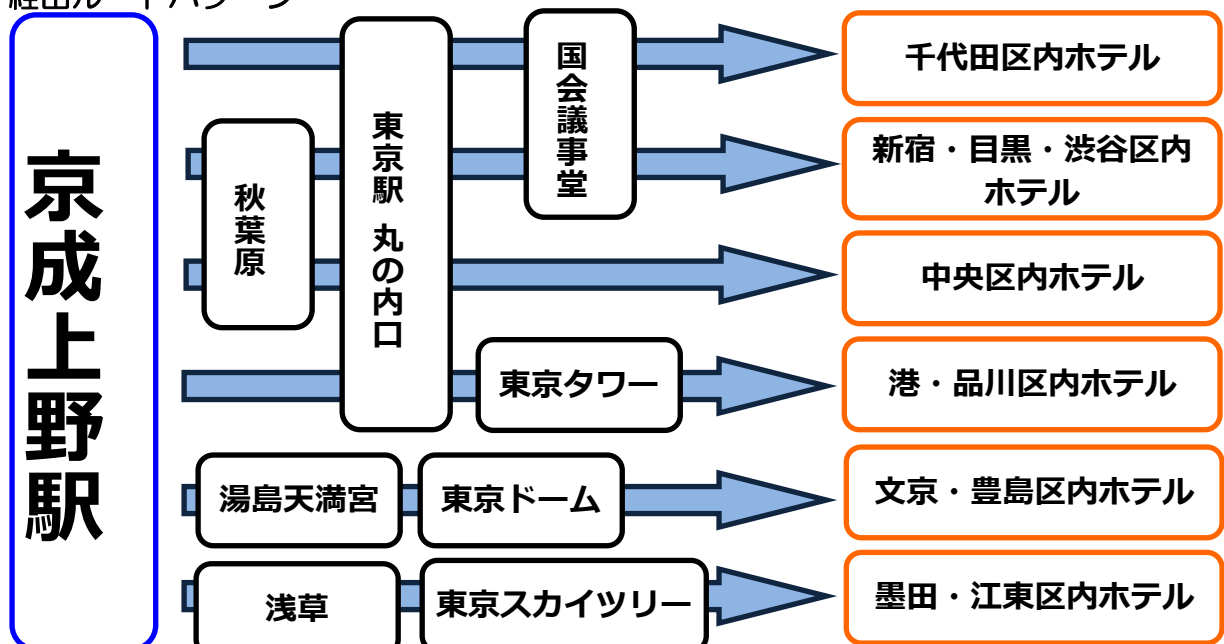 京成上野駅
千代田区内ホテル
国会議事堂
東京駅 丸の内口
秋葉原
新宿・目黒・渋谷区内
ホテル
中央区内ホテル
東京タワー
港・品川区内ホテル
湯島天満宮
東京ドーム
文京・豊島区内ホテル
浅草
東京スカイツリー
墨田・江東区内ホテル